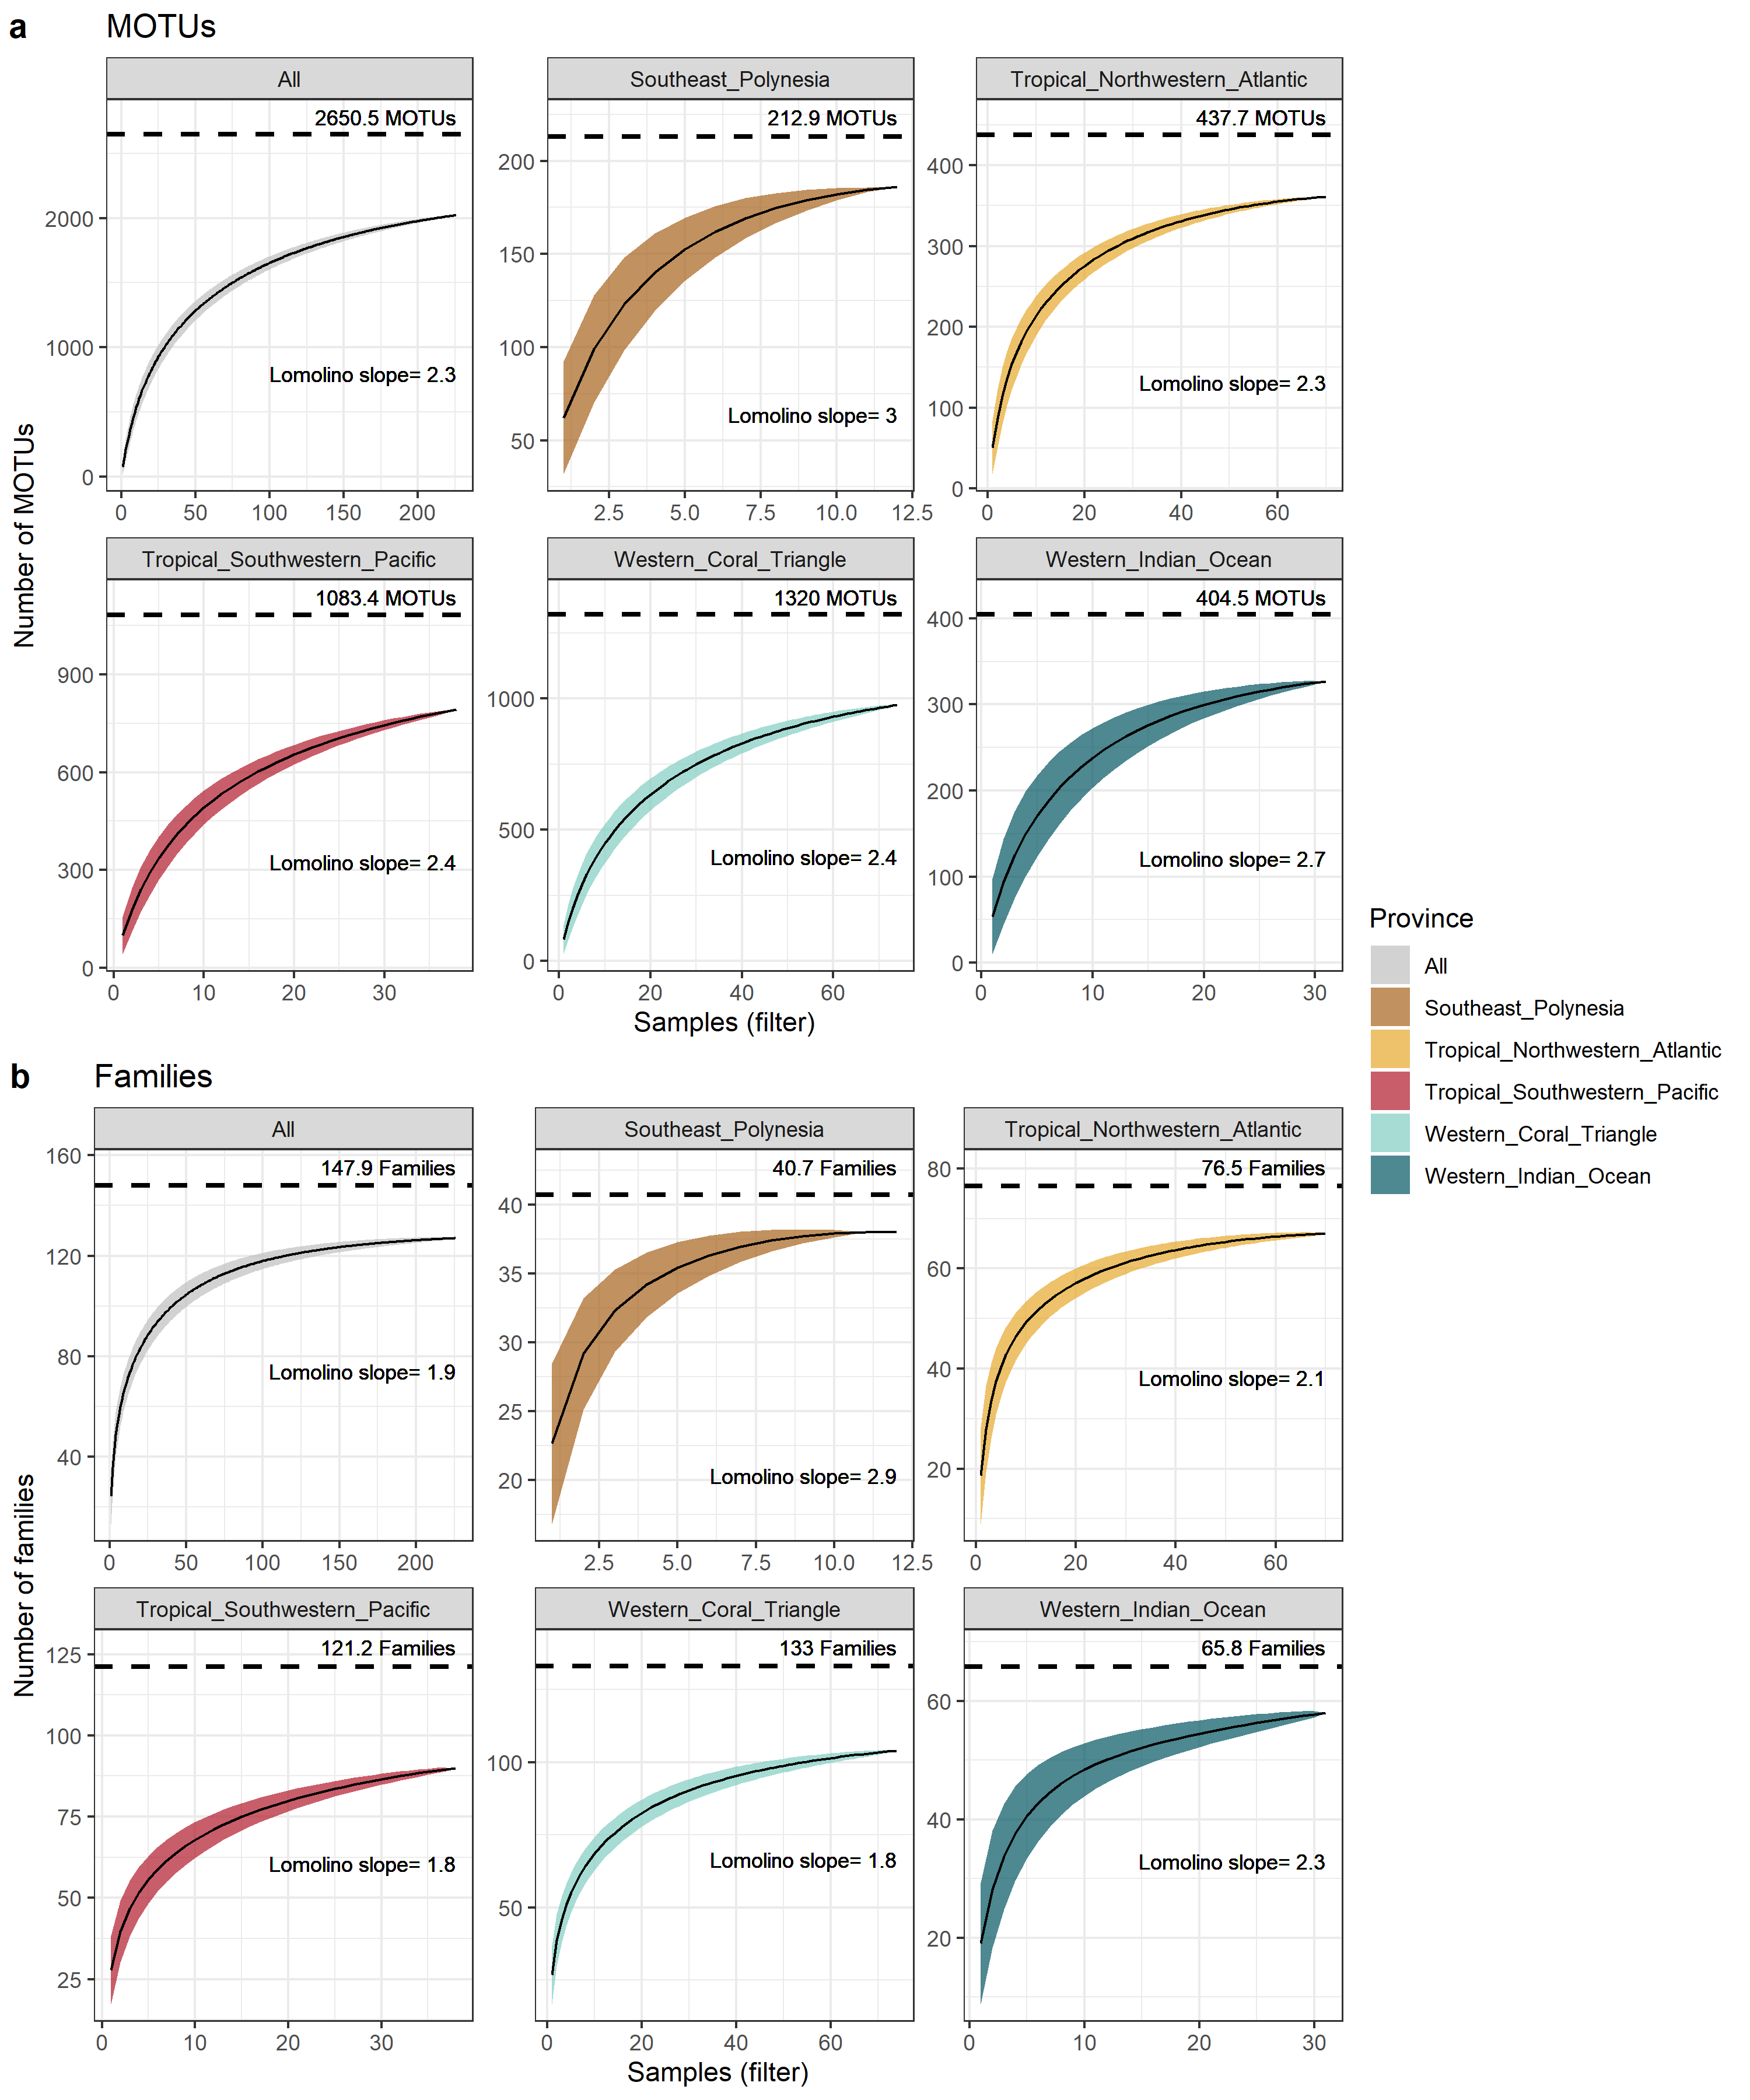 a MOTUs
Number of MOTUs
All
2650.5 MOTUs
Lomolino slope= 2.3
2000
1000
0
0 50 100 150 200
Southeast_Polynesia
212.9 MOTUs
Lomolino slope= 3
200
150
100
50
2.5 5.0 7.5 10.0 12.5
Tropical_Northwestern_Atlantic
437.7 MOTUs
Lomolino slope= 2.3
400
300
200
100
0
0 20 40 60
Tropical_Southwestern_Pacific
1083.4 MOTUs
Lomolino slope= 2.4
900
600
300
0
0 10 20 30
Western_Coral_Triangle
1320 MOTUs
Lomolino slope= 2.4
1000
500
0
0 20 40 60
Western_Indian_Ocean
404.5 MOTUs
Lomolino slope= 2.7
400
300
200
100
0
0 10 20 30
Samples (filter)
Province
All
Southeast_Polynesia
Tropical_Northwestern_Atlantic
Tropical_Southwestern_Pacific
Western_Coral_Triangle
Western_Indian_Ocean
b Families
Number of families
All
147.9 Families
Lomolino slope= 1.9
160
120
80
40
0 50 100 150 200
Southeast_Polynesia
40.7 Families
Lomolino slope= 2.9
40
35
30
25
20
2.5 5.0 7.5 10.0 12.5
Tropical_Northwestern_Atlantic
76.5 Families
Lomolino slope= 2.1
80
60
40
20
0 20 40 60
Tropical_Southwestern_Pacific
121.2 Families
Lomolino slope= 1.8
125
100
75
50
25
0 10 20 30
Western_Coral_Triangle
133 Families
Lomolino slope= 1.8
100
50
0 20 40 60
Western_Indian_Ocean
65.8 Families
Lomolino slope= 2.3
60
40
20
0 10 20 30
Samples (filter)